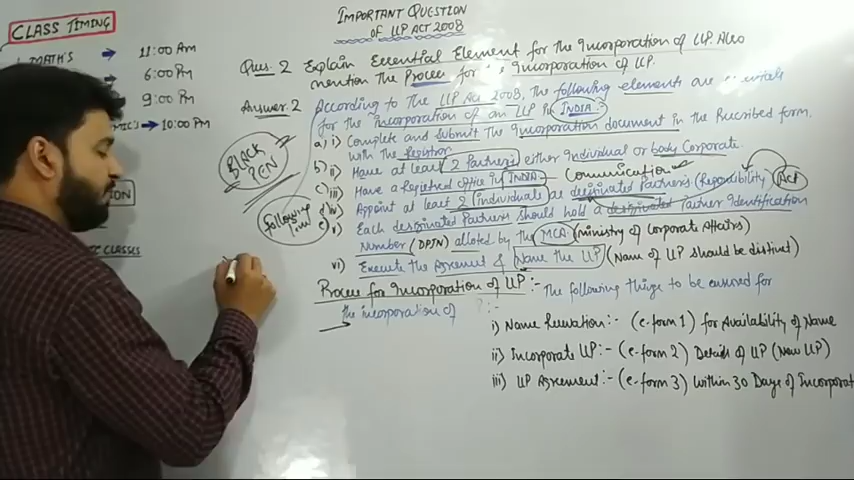 CLASS TIMING
MATH'S → 11:00 Am
6:00 Pm
9:00 Pm
→ 10:00 Pm
CLASSES
IMPORTANT QUESTION
OF LLP ACT 2008
Ques. 2 Explain Essential Element for the Incorporation of LLP. Also
mention the Process for Incorporation of LLP.
Answer. 2 According to the LLP Act 2008, the following elements are
for the incorporation of an LLP in INDIA :-
a) i) Complete and Submit the Incorporation document in the Prescribed form.
with the Registrar
b) ii) Have at least 2 Partners either Individual or body Corporate.
c) iii) Have a Registered office in INDIA - Communication
d) iv) Appoint at least 2 individuals as designated Partners (Responsibility Act
e) v) Each designated Partners should hold a designated Partner Identification
Number (DPIN) alloted by the MCA (Ministry of Corporate Affairs)
vi) Execute the Agreement & Name the LLP (Name of LLP should be distinct)
BLACK
PEN
following
Process for Incorporation of LLP :- The following things to be ensured for
the incorporation of :-
i) Name Reservation :- (e-form 1) for Availability of Name
ii) Incorporate LLP :- (e-form 2) Details of LLP (New LLP)
iii) LLP Agreement :- (e-form 3) Within 30 Days of Incorporat